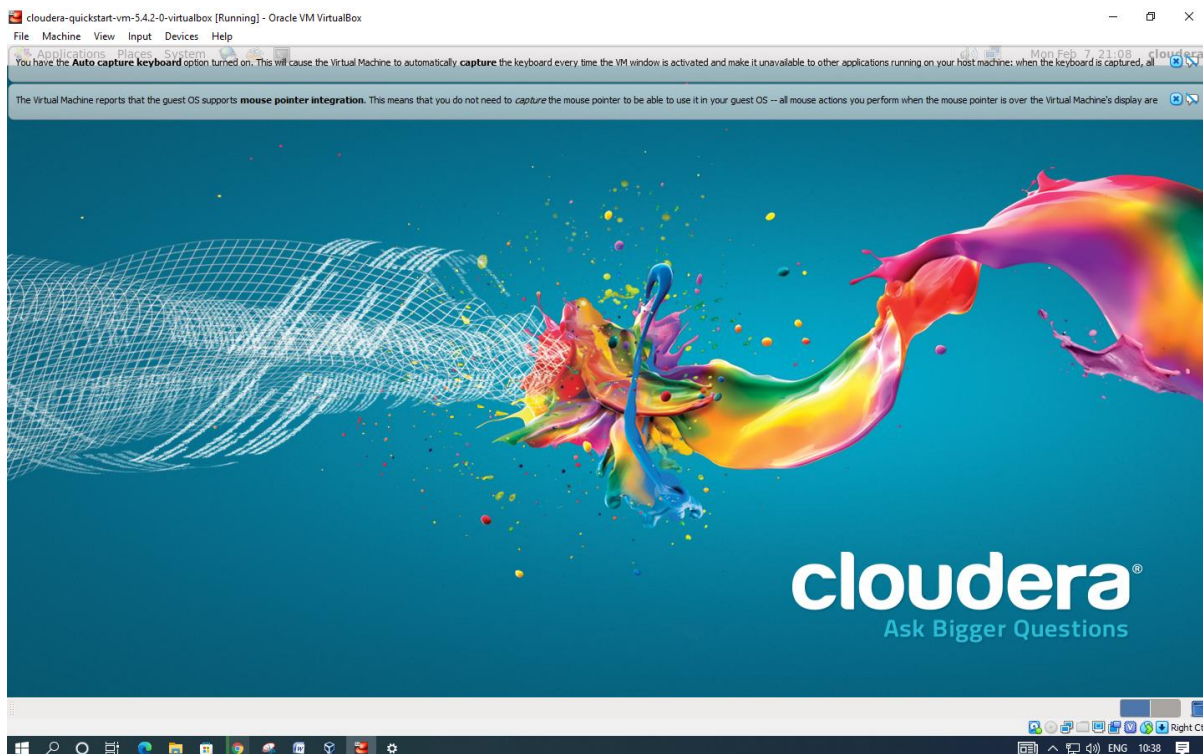 cloudera-quickstart-vm-5.4.2-0-virtualbox [Running] - Oracle VM VirtualBox
File Machine View Input Devices Help
Applications Places System Mon Feb 7, 21:08 cloudera
You have the Auto capture keyboard option turned on. This will cause the Virtual Machine to automatically capture the keyboard every time the VM window is activated and make it unavailable to other applications running on your host machine: when the keyboard is captured, all
The Virtual Machine reports that the guest OS supports mouse pointer integration. This means that you do not need to capture the mouse pointer to be able to use it in your guest OS -- all mouse actions you perform when the mouse pointer is over the Virtual Machine's display are
cloudera®
Ask Bigger Questions
Right Ct
ENG 10:38